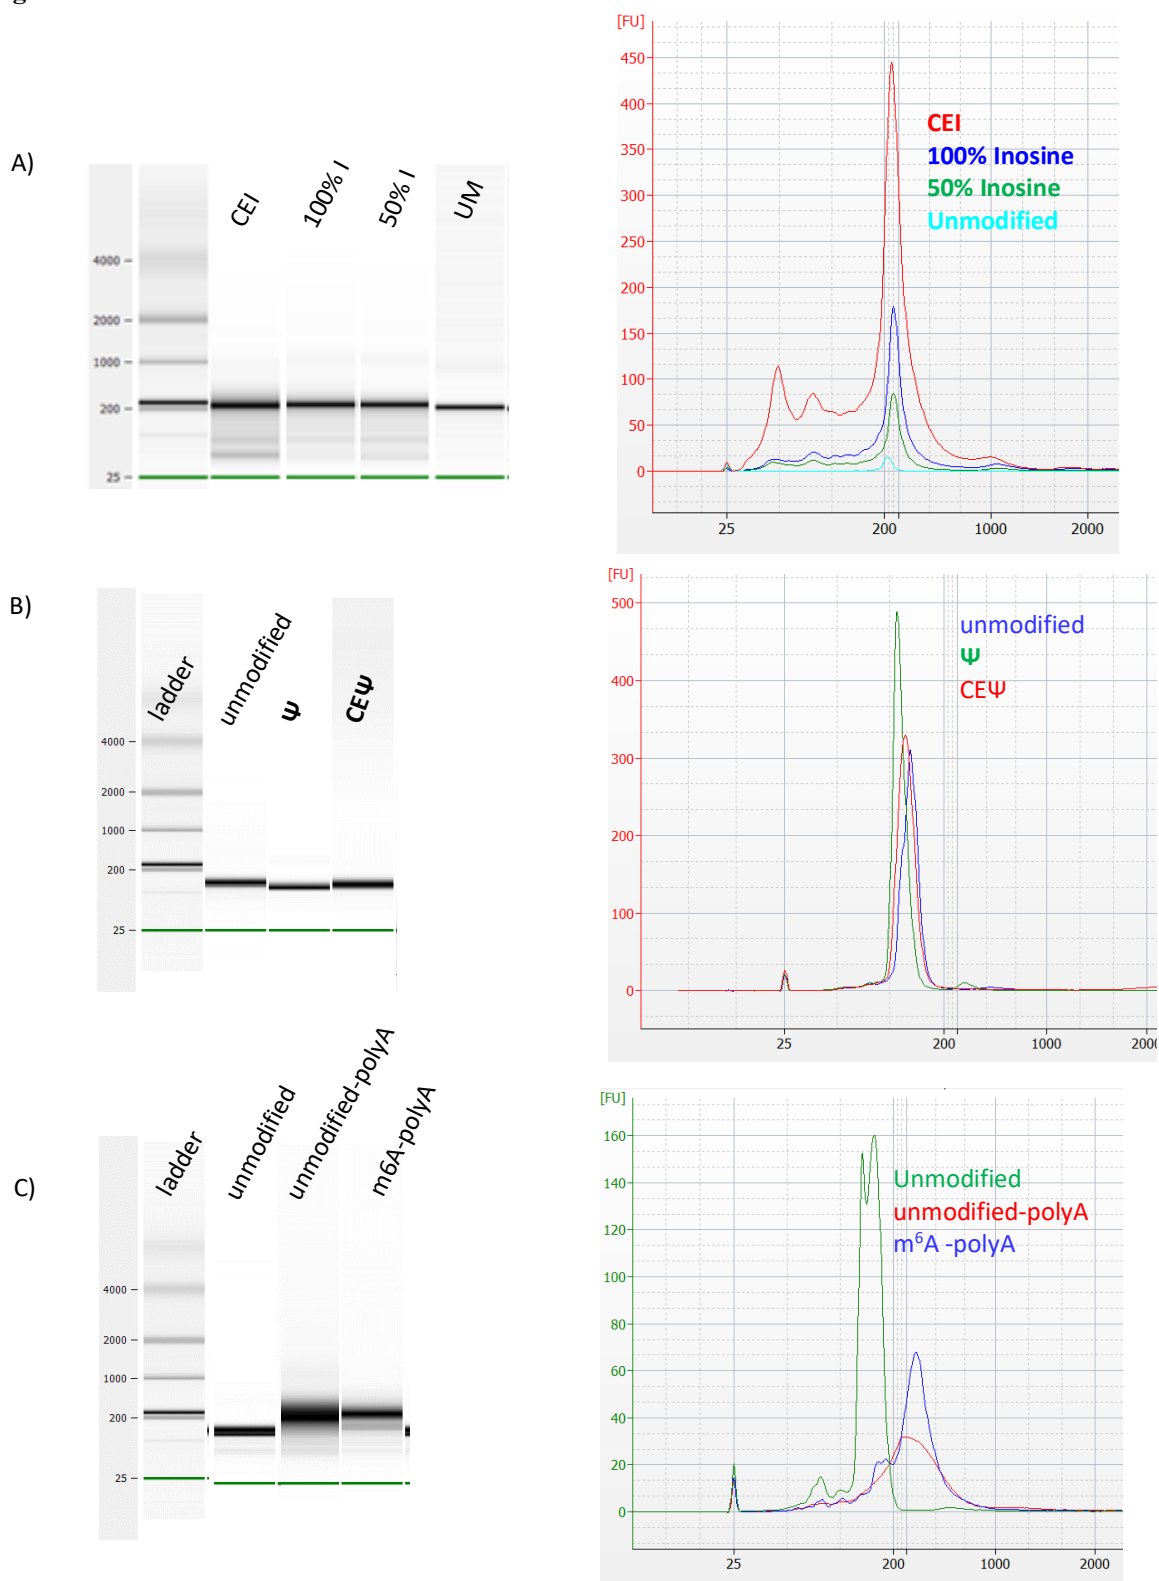 A)
CEI
100% I
50% I
UM
4000
2000
1000
200
25
[FU]
450
400
350
300
250
200
150
100
50
0
CEI
100% Inosine
50% Inosine
Unmodified
25
200
1000
2000
B)
ladder
unmodified
Ψ
CEΨ
4000
2000
1000
200
25
[FU]
500
400
300
200
100
0
unmodified
Ψ
CEΨ
25
200
1000
2000
C)
ladder
unmodified
unmodified-polyA
m6A-polyA
4000
2000
1000
200
25
[FU]
160
140
120
100
80
60
40
20
0
Unmodified
unmodified-polyA
m⁶A -polyA
25
200
1000
2000